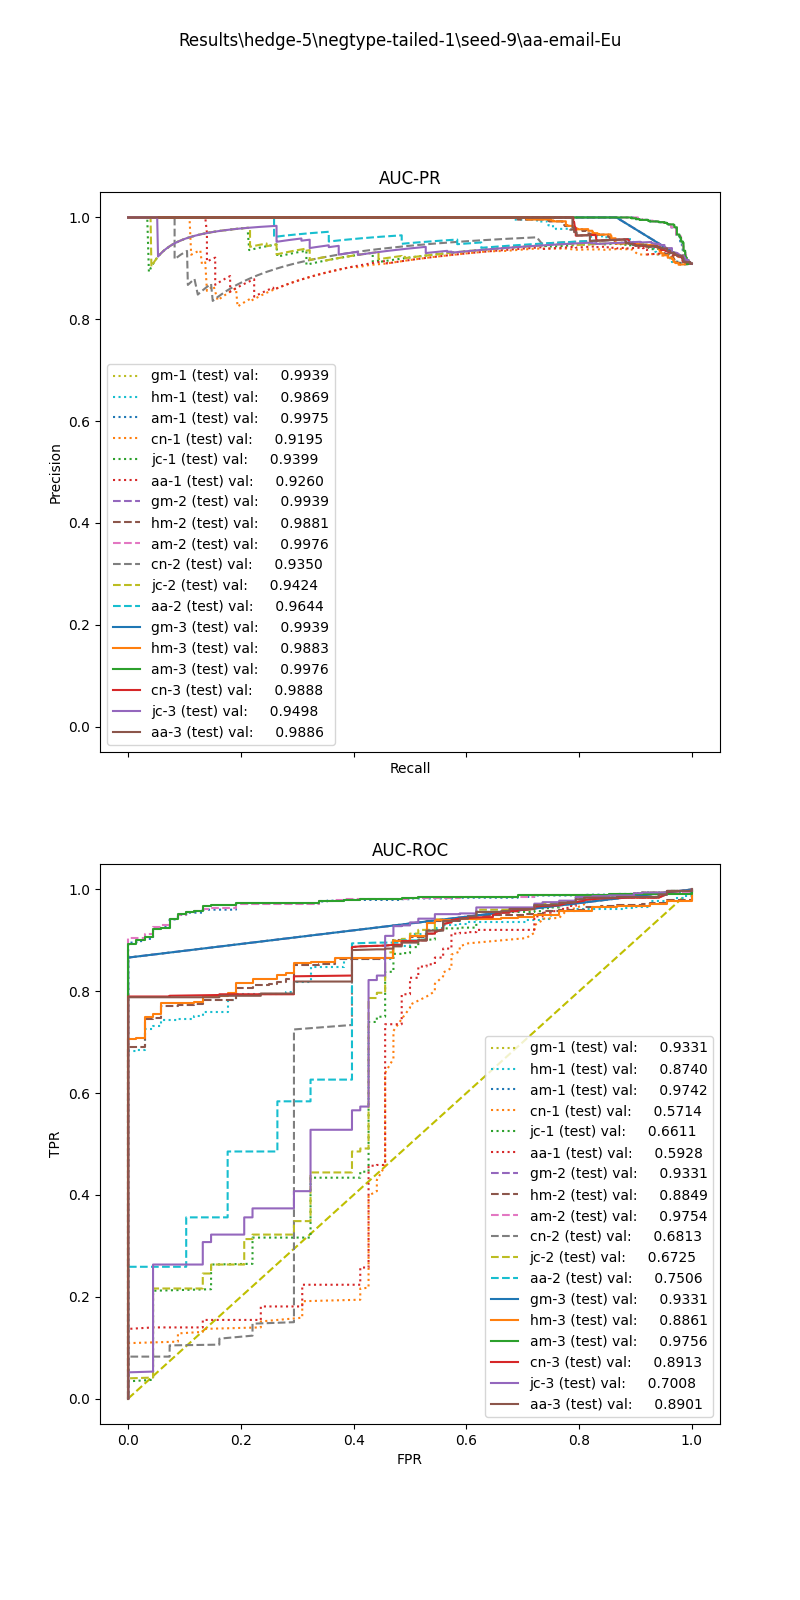 Results\hedge-5\negtype-tailed-1\seed-9\aa-email-Eu
AUC-PR
1.0
0.8
0.6
0.4
0.2
0.0
Precision
gm-1 (test) val: 0.9939
hm-1 (test) val: 0.9869
am-1 (test) val: 0.9975
cn-1 (test) val: 0.9195
jc-1 (test) val: 0.9399
aa-1 (test) val: 0.9260
gm-2 (test) val: 0.9939
hm-2 (test) val: 0.9881
am-2 (test) val: 0.9976
cn-2 (test) val: 0.9350
jc-2 (test) val: 0.9424
aa-2 (test) val: 0.9644
gm-3 (test) val: 0.9939
hm-3 (test) val: 0.9883
am-3 (test) val: 0.9976
cn-3 (test) val: 0.9888
jc-3 (test) val: 0.9498
aa-3 (test) val: 0.9886
Recall
AUC-ROC
1.0
0.8
0.6
0.4
0.2
0.0
TPR
gm-1 (test) val: 0.9331
hm-1 (test) val: 0.8740
am-1 (test) val: 0.9742
cn-1 (test) val: 0.5714
jc-1 (test) val: 0.6611
aa-1 (test) val: 0.5928
gm-2 (test) val: 0.9331
hm-2 (test) val: 0.8849
am-2 (test) val: 0.9754
cn-2 (test) val: 0.6813
jc-2 (test) val: 0.6725
aa-2 (test) val: 0.7506
gm-3 (test) val: 0.9331
hm-3 (test) val: 0.8861
am-3 (test) val: 0.9756
cn-3 (test) val: 0.8913
jc-3 (test) val: 0.7008
aa-3 (test) val: 0.8901
0.0 0.2 0.4 0.6 0.8 1.0
FPR